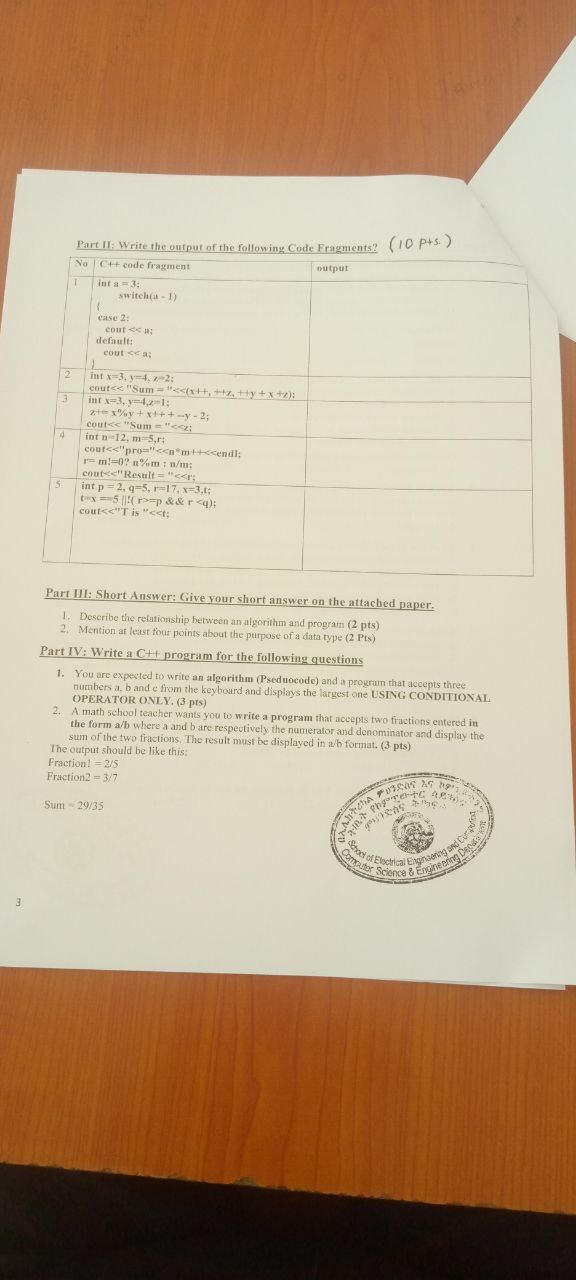 Part II: Write the output of the following Code Fragments? (10 pts.)
No C++ code fragment output
1 int a = 3;
switch(a - 1)
{
case 2:
cout << a;
default:
cout << a;
}
2 int x=3, y=4, z=2;
cout<< "Sum = "<<(x++, ++z, ++y + x +z);
3 int x=3, y=4,z=1;
z+= x%y + x++ + --y - 2;
cout<< "Sum = "<<z;
4 int n=12, m=5,r;
cout<<"pro="<<n*m++<<endl;
r= m!=0? n%m : n/m;
cout<<"Result = "<<r;
5 int p = 2, q=5, r=17, x=3,t;
t=x ==5 ||!( r>=p && r <q);
cout<<"T is "<<t;
Part III: Short Answer: Give your short answer on the attached paper.
1. Describe the relationship between an algorithm and program (2 pts)
2. Mention at least four points about the purpose of a data type (2 Pts)
Part IV: Write a C++ program for the following questions
1. You are expected to write an algorithm (Pseduocode) and a program that accepts three
numbers a, b and c from the keyboard and displays the largest one USING CONDITIONAL
OPERATOR ONLY. (3 pts)
2. A math school teacher wants you to write a program that accepts two fractions entered in
the form a/b where a and b are respectively the numerator and denominator and display the
sum of the two fractions. The result must be displayed in a/b format. (3 pts)
The output should be like this:
Fraction1 = 2/5
Fraction2 = 3/7
Sum = 29/35
School of Electrical Engineering and
Computer Science & Engineering Department
3